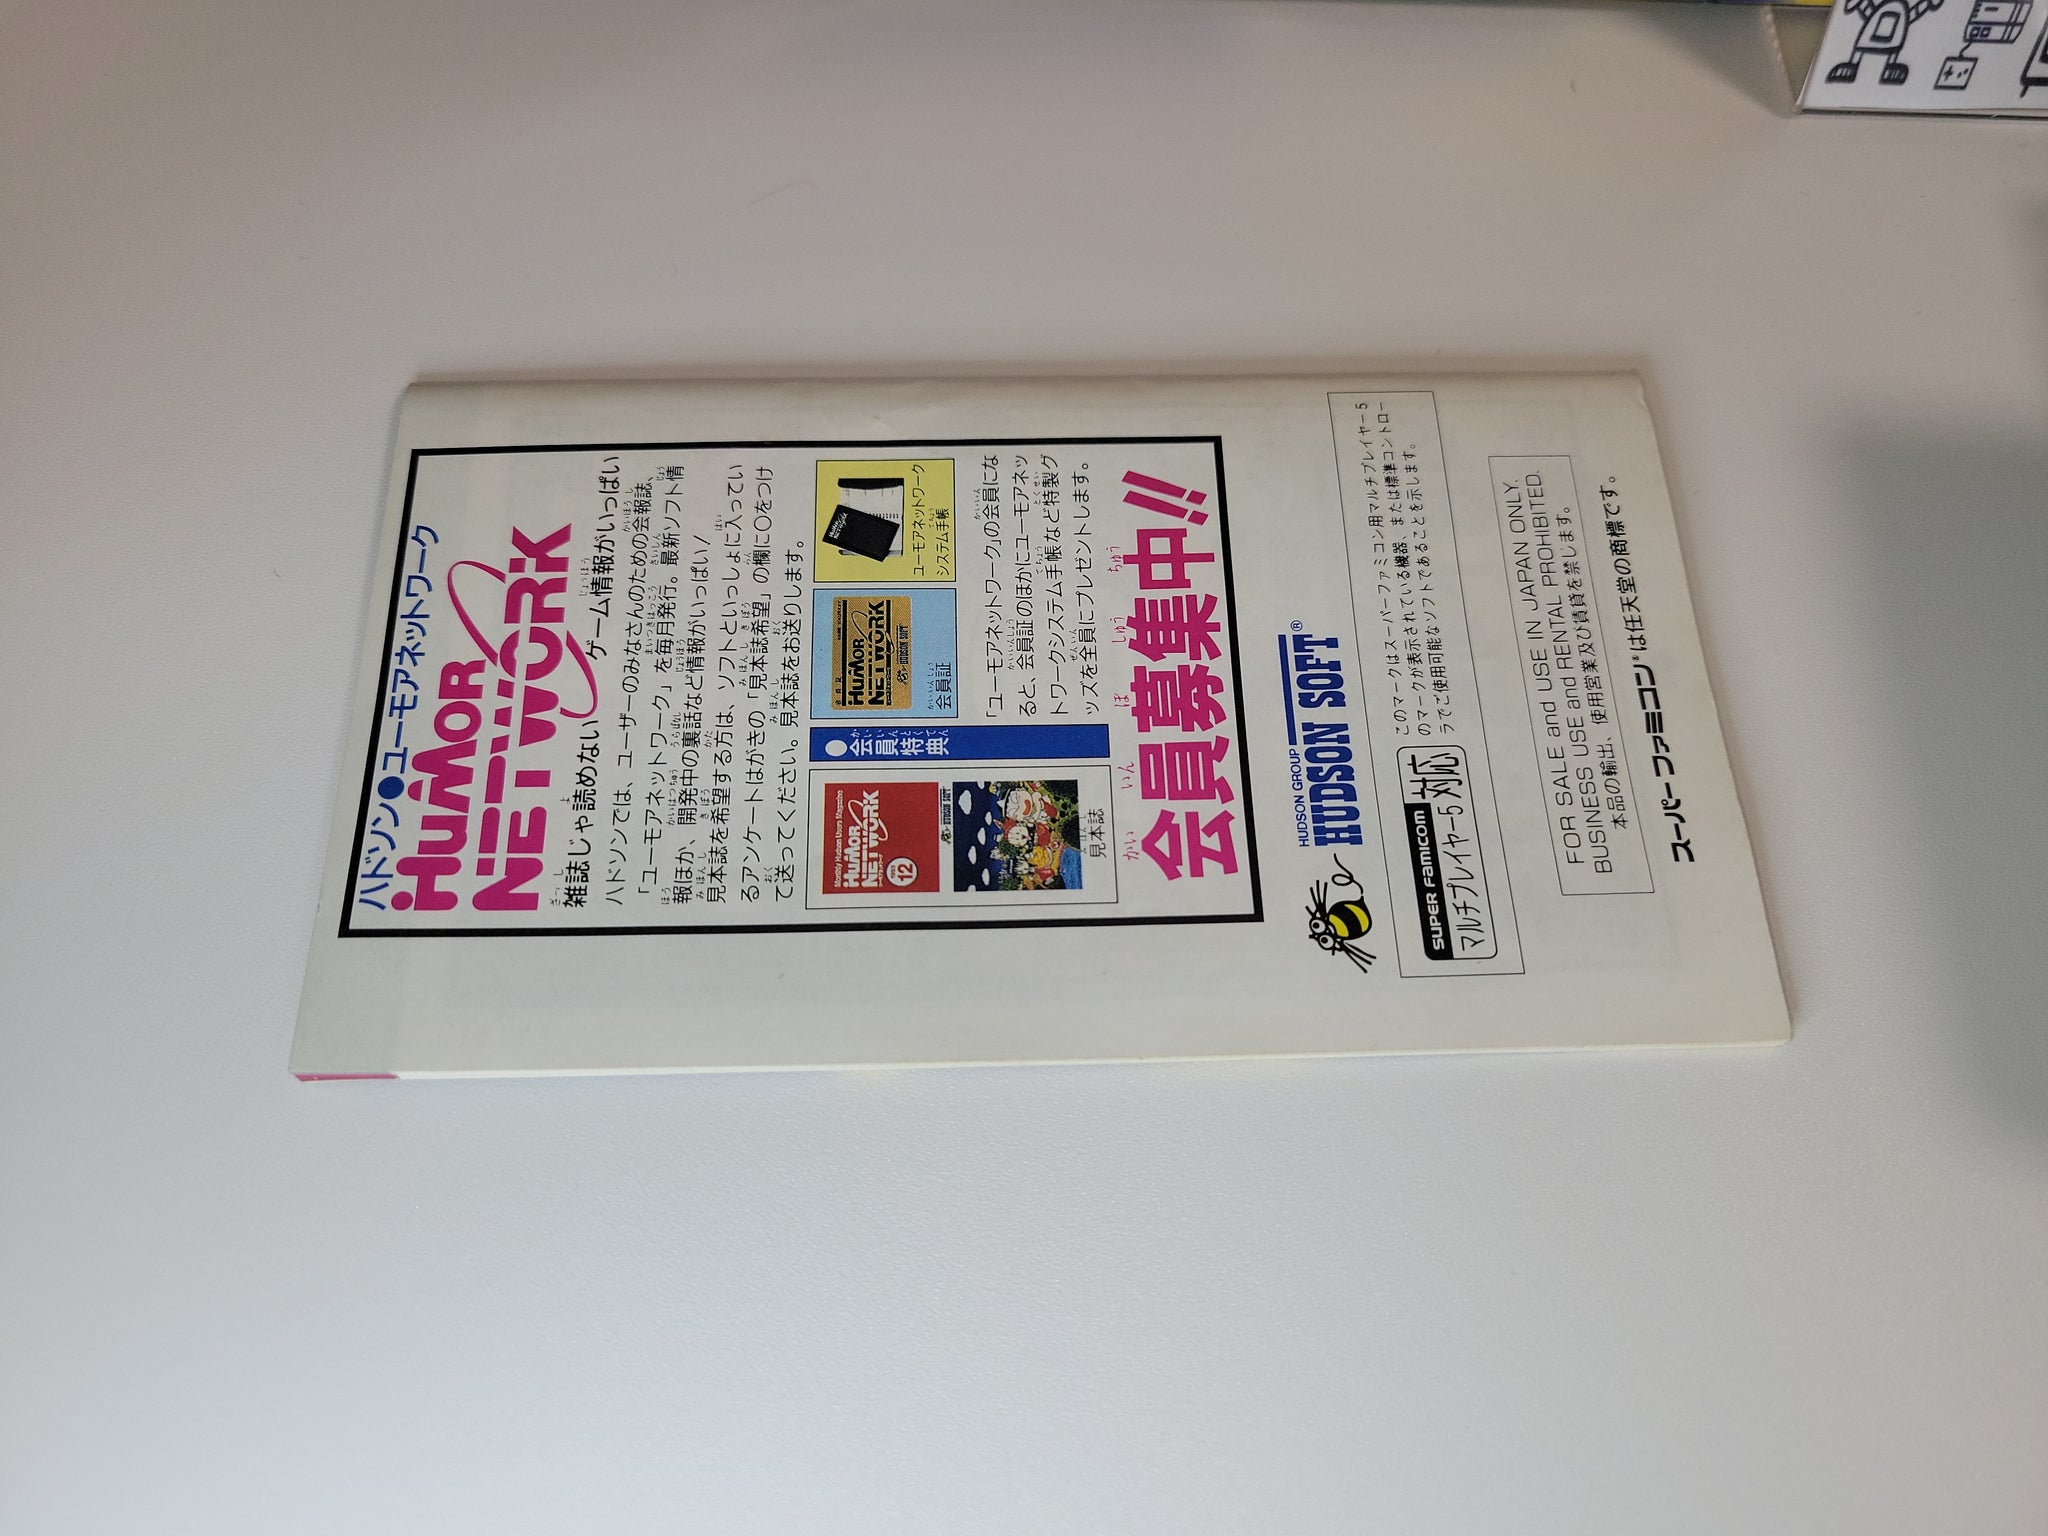 ハドソン●ユーモアネットワーク
HuMOR
NETWORK
雑誌じゃ読めない ゲーム情報がいっぱい
ハドソンでは、ユーザーのみなさんのための会報誌、
「ユーモアネットワーク」を毎月発行。最新ソフト情
報ほか、開発中の裏話など情報がいっぱい!
見本誌を希望する方は、ソフトといっしょに入ってい
るアンケートはがきの「見本誌希望」の欄に○をつけ
て送ってください。見本誌をお送りします。
Monthly Hudson Users Magazine
HuMOR
NETWORK
12
見本誌
●会員特典
HuMOR
NETWORK
HUDSON SOFT
会員証
ユーモアネットワーク
システム手帳
「ユーモアネットワーク」の会員にな
ると、会員証のほかにユーモアネッ
トワークシステム手帳など特製グ
ッズを全員にプレゼントします。
会員募集中!!
HUDSON GROUP
HUDSON SOFT®
SUPER FAMICOM
マルチプレイヤー5対応
このマークはスーパーファミコン用マルチプレイヤー5
のマークが表示されている機器、または標準コントロー
ラでご使用可能なソフトであることを示します。
FOR SALE and USE IN JAPAN ONLY.
BUSINESS USE and RENTAL PROHIBITED.
本品の輸出、使用営業及び賃貸を禁じます。
スーパーファミコン®は任天堂の商標です。